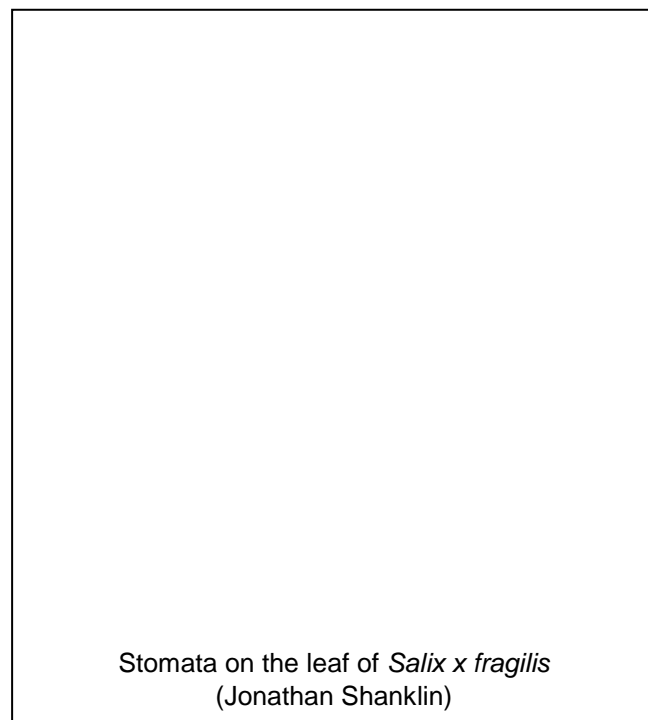 Stomata on the leaf of Salix x fragilis
(Jonathan Shanklin)